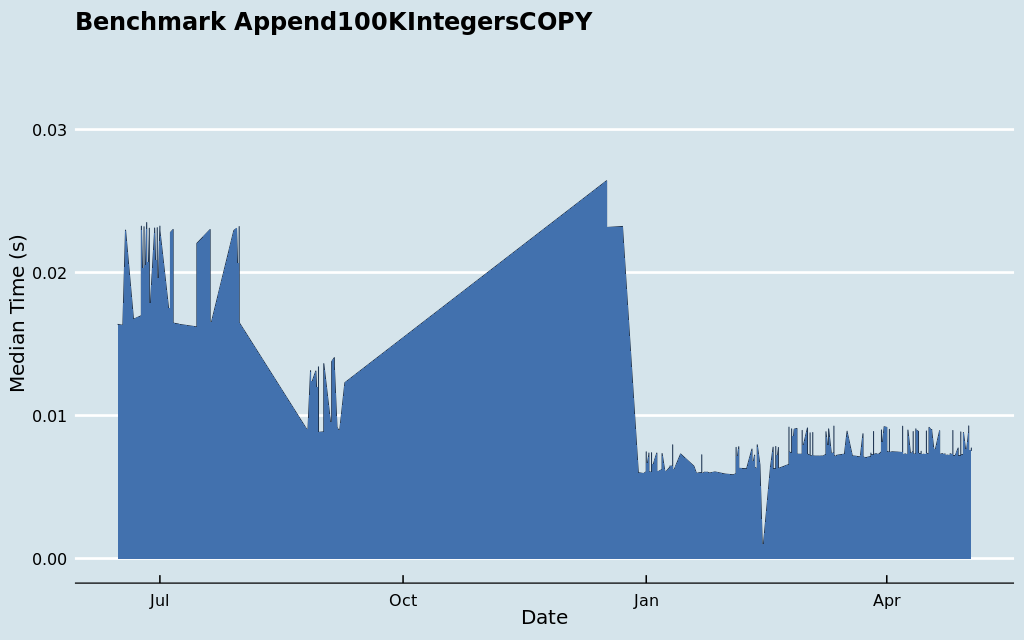 Benchmark Append100KIntegersCOPY
Median Time (s)
0.03
0.02
0.01
0.00
Jul Oct Jan Apr
Date